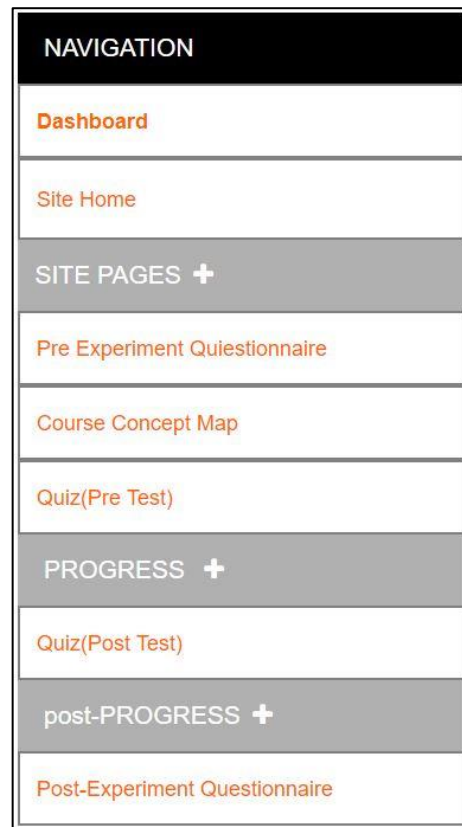 NAVIGATION
Dashboard
Site Home
SITE PAGES +
Pre Experiment Quiestionnaire
Course Concept Map
Quiz(Pre Test)
PROGRESS +
Quiz(Post Test)
post-PROGRESS +
Post-Experiment Questionnaire